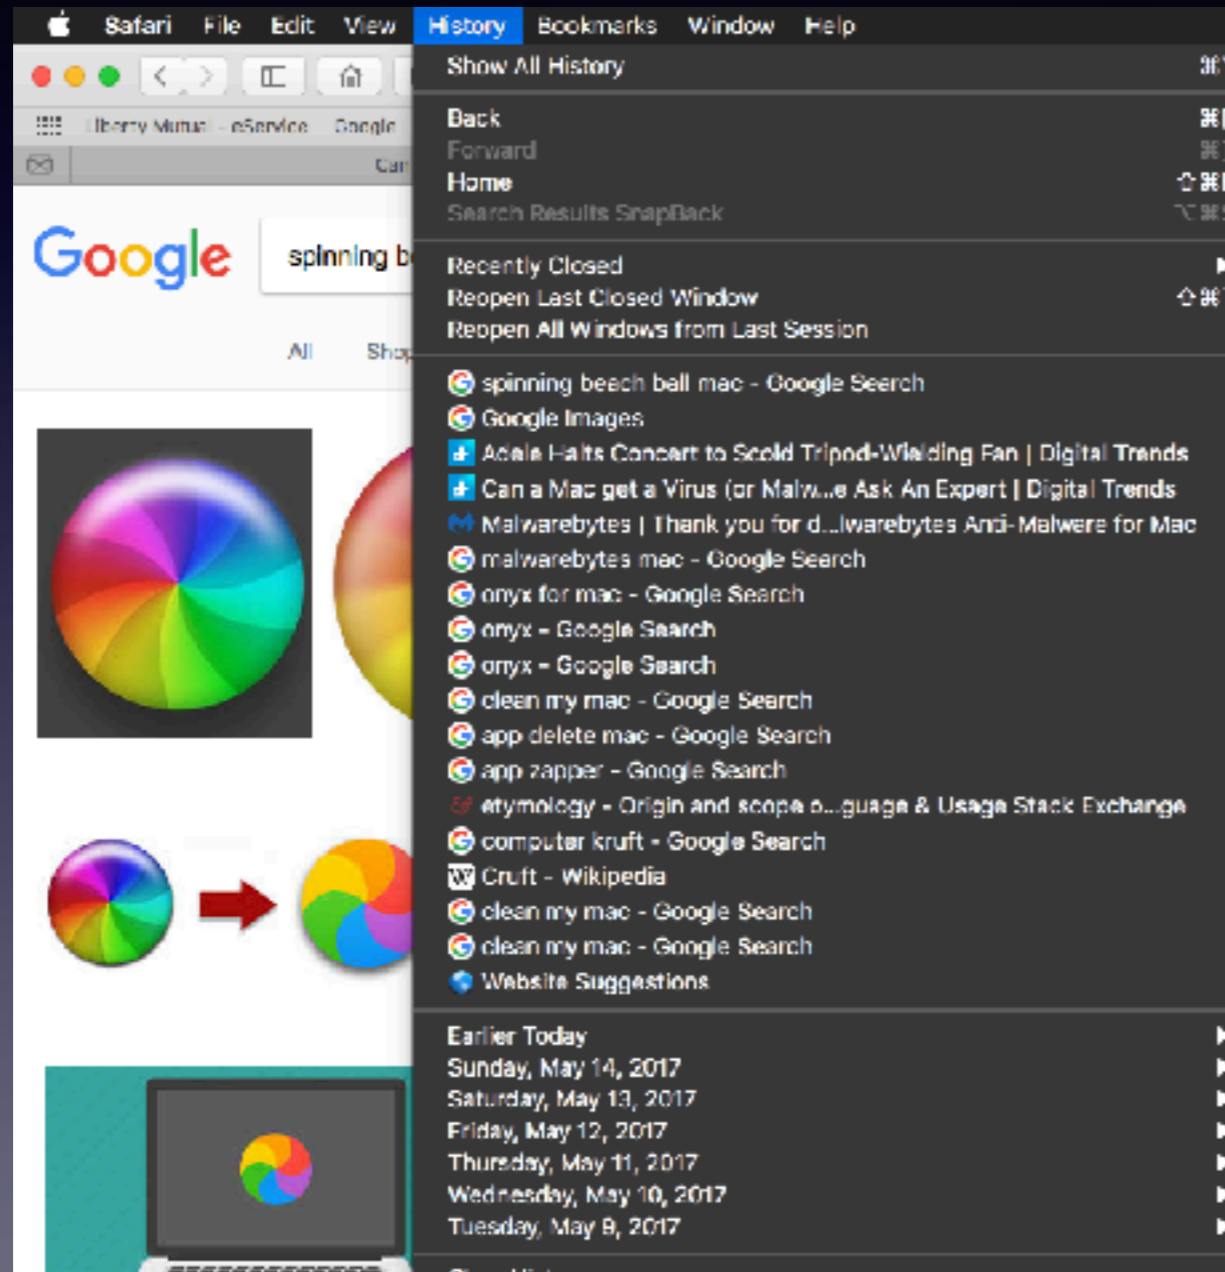 Safari File Edit View History Bookmarks Window Help
Show All History ⌘
Liberty Mutual - eService Google
Back ⌘
Forward ⌘
Home ⇧⌘
Search Results SnapBack ⌥⌘
Google
spinning b
Recently Closed
Reopen Last Closed Window ⇧⌘
Reopen All Windows from Last Session
All Shop
spinning beach ball mac - Google Search
Google Images
Adele Halts Concert to Scold Tripod-Wielding Fan | Digital Trends
Can a Mac get a Virus (or Malw...e Ask An Expert | Digital Trends
Malwarebytes | Thank you for d...lwarebytes Anti-Malware for Mac
malwarebytes mac - Google Search
onyx for mac - Google Search
onyx - Google Search
onyx - Google Search
clean my mac - Google Search
app delete mac - Google Search
app zapper - Google Search
etymology - Origin and scope o...guage & Usage Stack Exchange
computer kruft - Google Search
W Cruft - Wikipedia
clean my mac - Google Search
clean my mac - Google Search
Website Suggestions
Earlier Today
Sunday, May 14, 2017
Saturday, May 13, 2017
Friday, May 12, 2017
Thursday, May 11, 2017
Wednesday, May 10, 2017
Tuesday, May 9, 2017